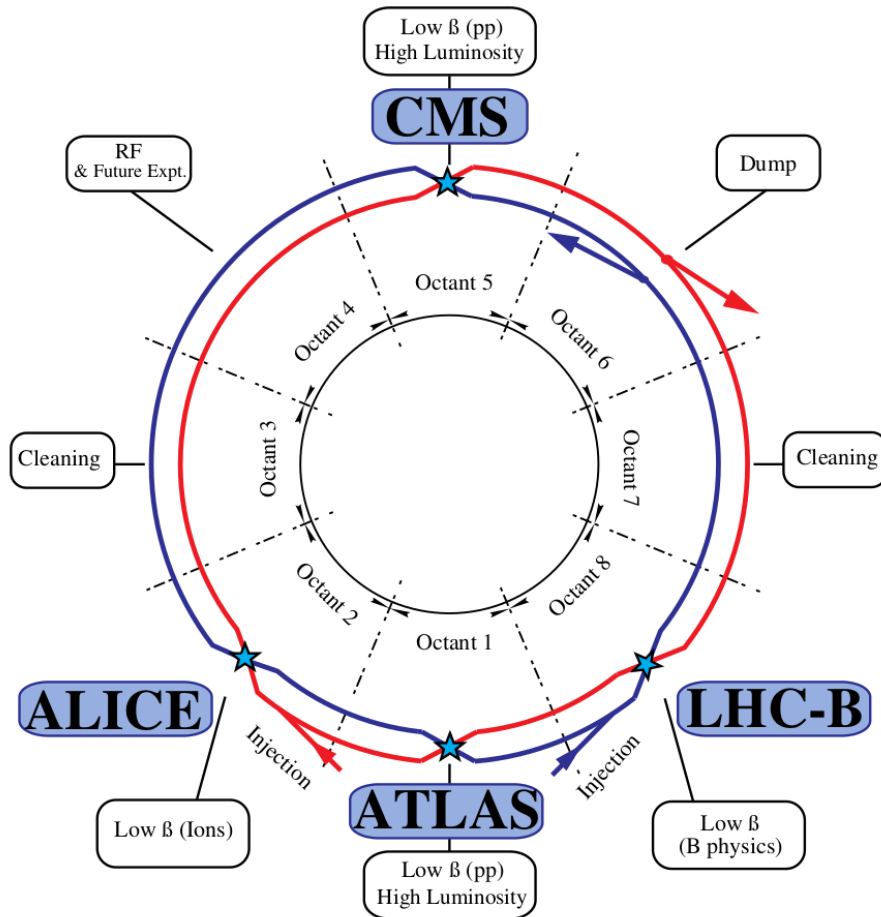 Low ß (pp)
High Luminosity
CMS
RF
& Future Expt.
Dump
Octant 5
Octant 4
Octant 6
Cleaning
Octant 3
Octant 7
Cleaning
Octant 2
Octant 8
Octant 1
ALICE
LHC-B
Injection
Injection
ATLAS
Low ß (Ions)
Low ß
(B physics)
Low ß (pp)
High Luminosity